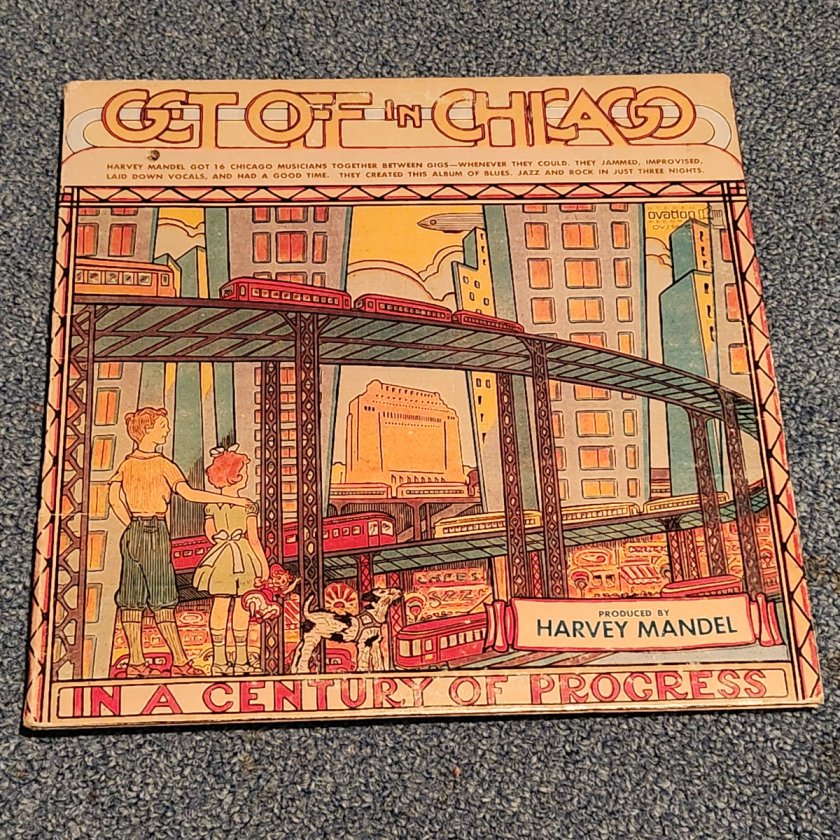 GET OFF IN CHICAGO
HARVEY MANDEL GOT 16 CHICAGO MUSICIANS TOGETHER BETWEEN GIGS—WHENEVER THEY COULD. THEY JAMMED, IMPROVISED,
LAID DOWN VOCALS, AND HAD A GOOD TIME. THEY CREATED THIS ALBUM OF BLUES, JAZZ AND ROCK IN JUST THREE NIGHTS.
STEREO
ovation
RECORDS
PRODUCED BY
HARVEY MANDEL
IN A CENTURY OF PROGRESS